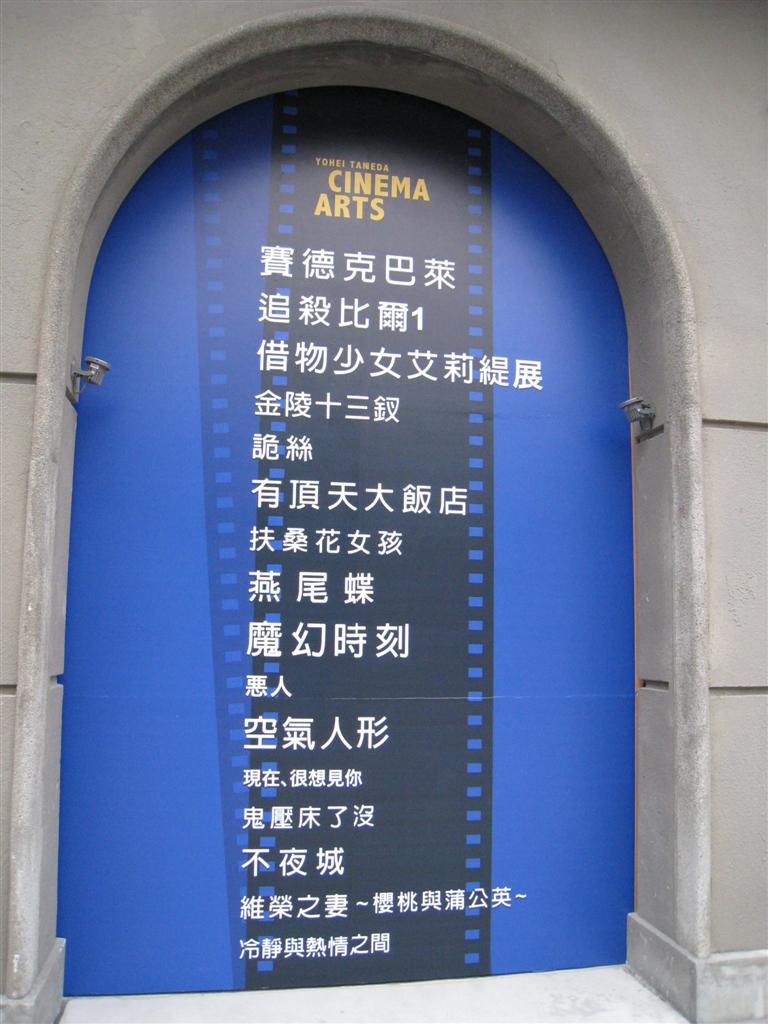 YOHEI TANEDA
CINEMA
ARTS
賽德克巴萊
追殺比爾1
借物少女艾莉緹展
金陵十三釵
詭絲
有頂天大飯店
扶桑花女孩
燕尾蝶
魔幻時刻
悪人
空氣人形
現在、很想見你
鬼壓床了沒
不夜城
維榮之妻~櫻桃與蒲公英~
冷靜與熱情之間